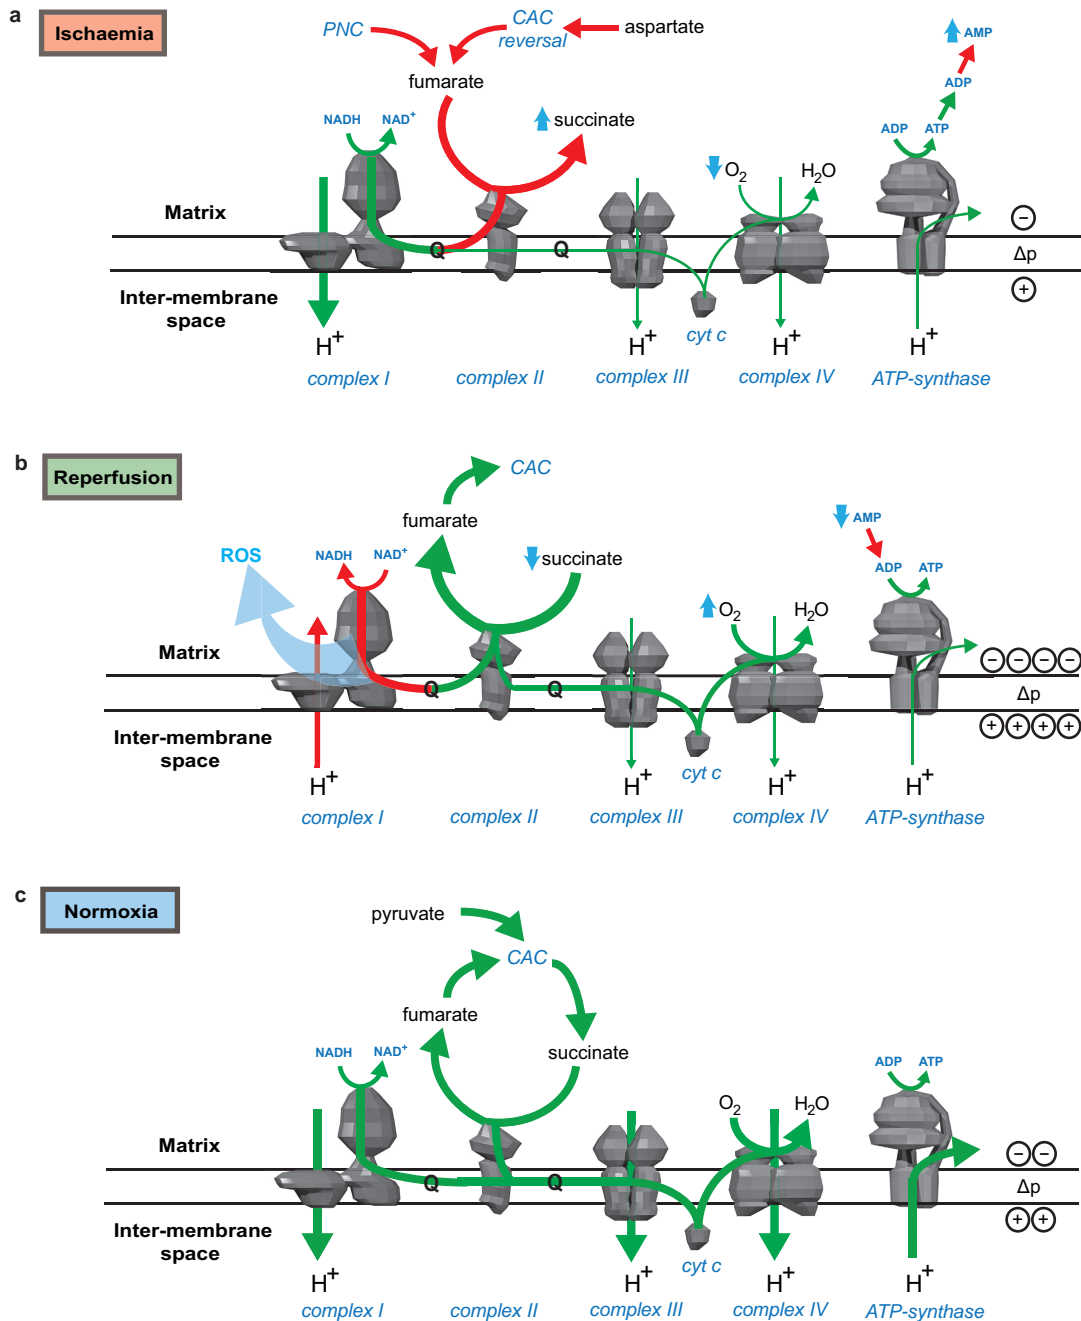 a
Ischaemia
PNC
CAC
reversal
aspartate
fumarate
succinate
NADH
NAD+
O2
H2O
AMP
ADP
ADP
ATP
Matrix
Q
Q
−
Δp
+
Inter-membrane
space
cyt c
H+
H+
H+
H+
complex I
complex II
complex III
complex IV
ATP-synthase
b
Reperfusion
CAC
fumarate
succinate
ROS
NADH
NAD+
O2
H2O
AMP
ADP
ATP
Matrix
Q
Q
− − − −
Δp
+ + + +
Inter-membrane
space
cyt c
H+
H+
H+
H+
complex I
complex II
complex III
complex IV
ATP-synthase
c
Normoxia
pyruvate
CAC
fumarate
succinate
NADH
NAD+
O2
H2O
ADP
ATP
Matrix
Q
Q
− −
Δp
+ +
Inter-membrane
space
cyt c
H+
H+
H+
H+
complex I
complex II
complex III
complex IV
ATP-synthase